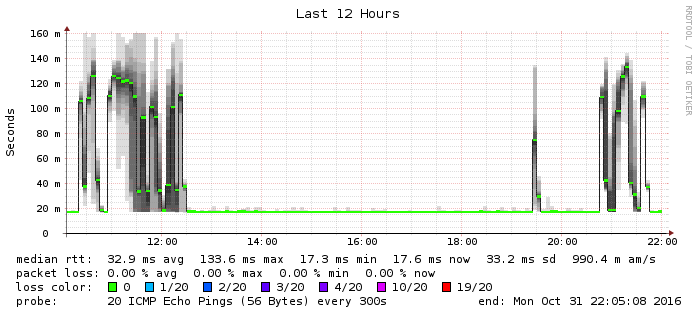 Last 12 Hours
RRDTOOL / TOBI OETIKER
Seconds
160 m
140 m
120 m
100 m
80 m
60 m
40 m
20 m
0
12:00 14:00 16:00 18:00 20:00 22:00
median rtt: 32.9 ms avg 133.6 ms max 17.3 ms min 17.6 ms now 33.2 ms sd 990.4 m am/s
packet loss: 0.00 % avg 0.00 % max 0.00 % min 0.00 % now
loss color: 0 1/20 2/20 3/20 4/20 10/20 19/20
probe: 20 ICMP Echo Pings (56 Bytes) every 300s end: Mon Oct 31 22:05:08 2016